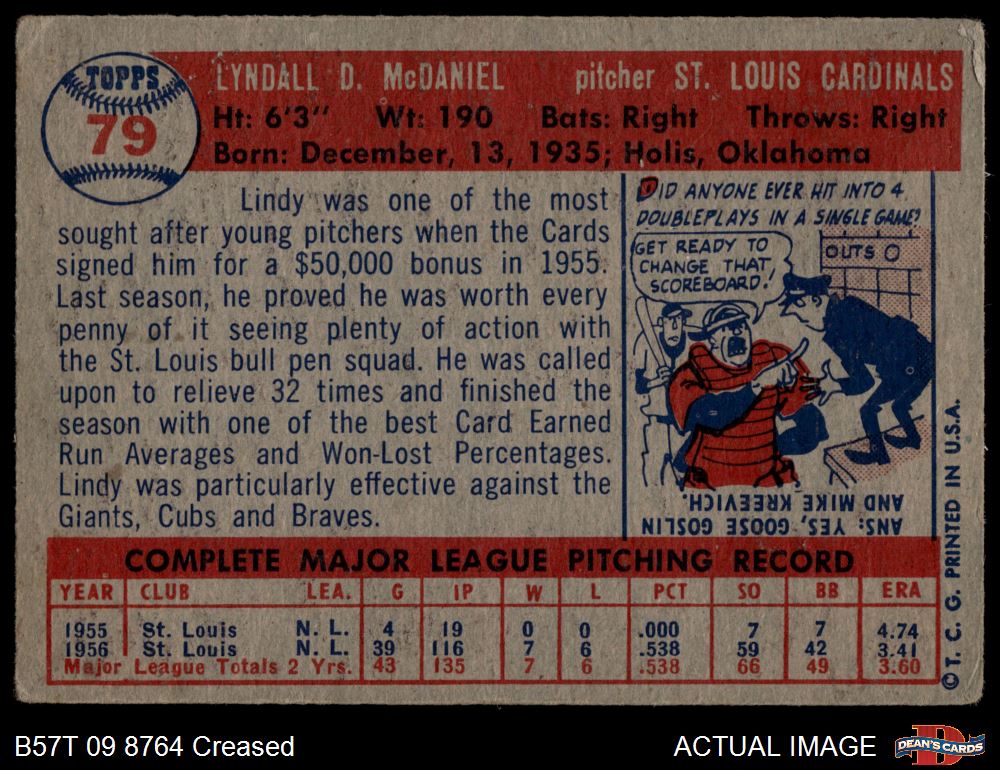 TOPPS
79
LYNDALL D. McDANIEL pitcher ST. LOUIS CARDINALS
Ht: 6'3" Wt: 190 Bats: Right Throws: Right
Born: December, 13, 1935; Holis, Oklahoma
Lindy was one of the most
sought after young pitchers when the Cards
signed him for a $50,000 bonus in 1955.
Last season, he proved he was worth every
penny of it seeing plenty of action with
the St. Louis bull pen squad. He was called
upon to relieve 32 times and finished the
season with one of the best Card Earned
Run Averages and Won-Lost Percentages.
Lindy was particularly effective against the
Giants, Cubs and Braves.
DID ANYONE EVER HIT INTO 4
DOUBLEPLAYS IN A SINGLE GAME?
GET READY TO
CHANGE THAT
SCOREBOARD!
OUTS 0
ANS: YES, GOOSE GOSLIN
AND MIKE KREEVICH.
COMPLETE MAJOR LEAGUE PITCHING RECORD
YEAR CLUB LEA. G IP W L PCT SO BB ERA
1955 St. Louis N. L. 4 19 0 0 .000 7 7 4.74
1956 St. Louis N. L. 39 116 7 6 .538 59 42 3.41
Major League Totals 2 Yrs. 43 135 7 6 .538 66 49 3.60
© T. C. G. PRINTED IN U.S.A.
B57T 09 8764 Creased
ACTUAL IMAGE
DEAN'S CARDS